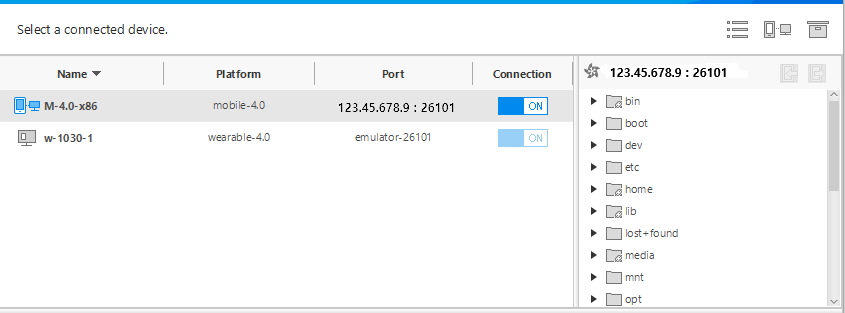 Select a connected device.
Name Platform Port Connection
M-4.0-x86 mobile-4.0 123.45.678.9 : 26101 ON
w-1030-1 wearable-4.0 emulator-26101 ON
123.45.678.9 : 26101
bin
boot
dev
etc
home
lib
lost+found
media
mnt
opt